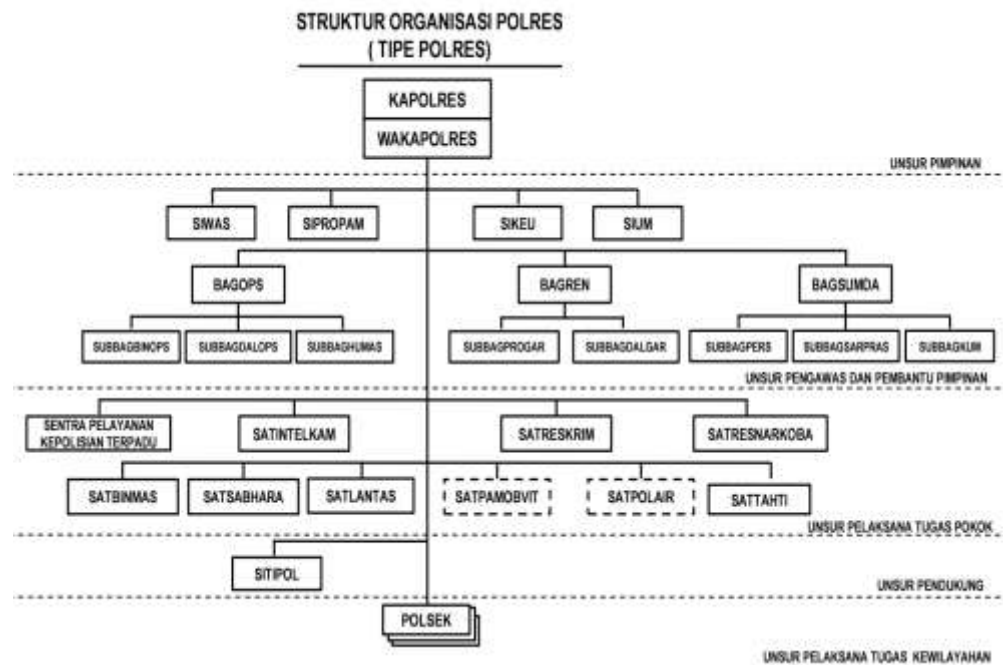 STRUKTUR ORGANISASI POLRES
( TIPE POLRES)
KAPOLRES
WAKAPOLRES
UNSUR PIMPINAN
SIWAS
SIPROPAM
SIKEU
SIUM
BAGOPS
BAGREN
BAGSUMDA
SUBBAGBINOPS
SUBBAGDALOPS
SUBBAGHUMAS
SUBBAGPROGAR
SUBBAGDALGAR
SUBBAGPERS
SUBBAGSARPRAS
SUBBAGKUM
UNSUR PENGAWAS DAN PEMBANTU PIMPINAN
SENTRA PELAYANAN
KEPOLISIAN TERPADU
SATINTELKAM
SATRESKRIM
SATRESNARKOBA
SATBINMAS
SATSABHARA
SATLANTAS
SATPAMOBVIT
SATPOLAIR
SATTAHTI
UNSUR PELAKSANA TUGAS POKOK
SITIPOL
UNSUR PENDUKUNG
POLSEK
UNSUR PELAKSANA TUGAS KEWILAYAHAN